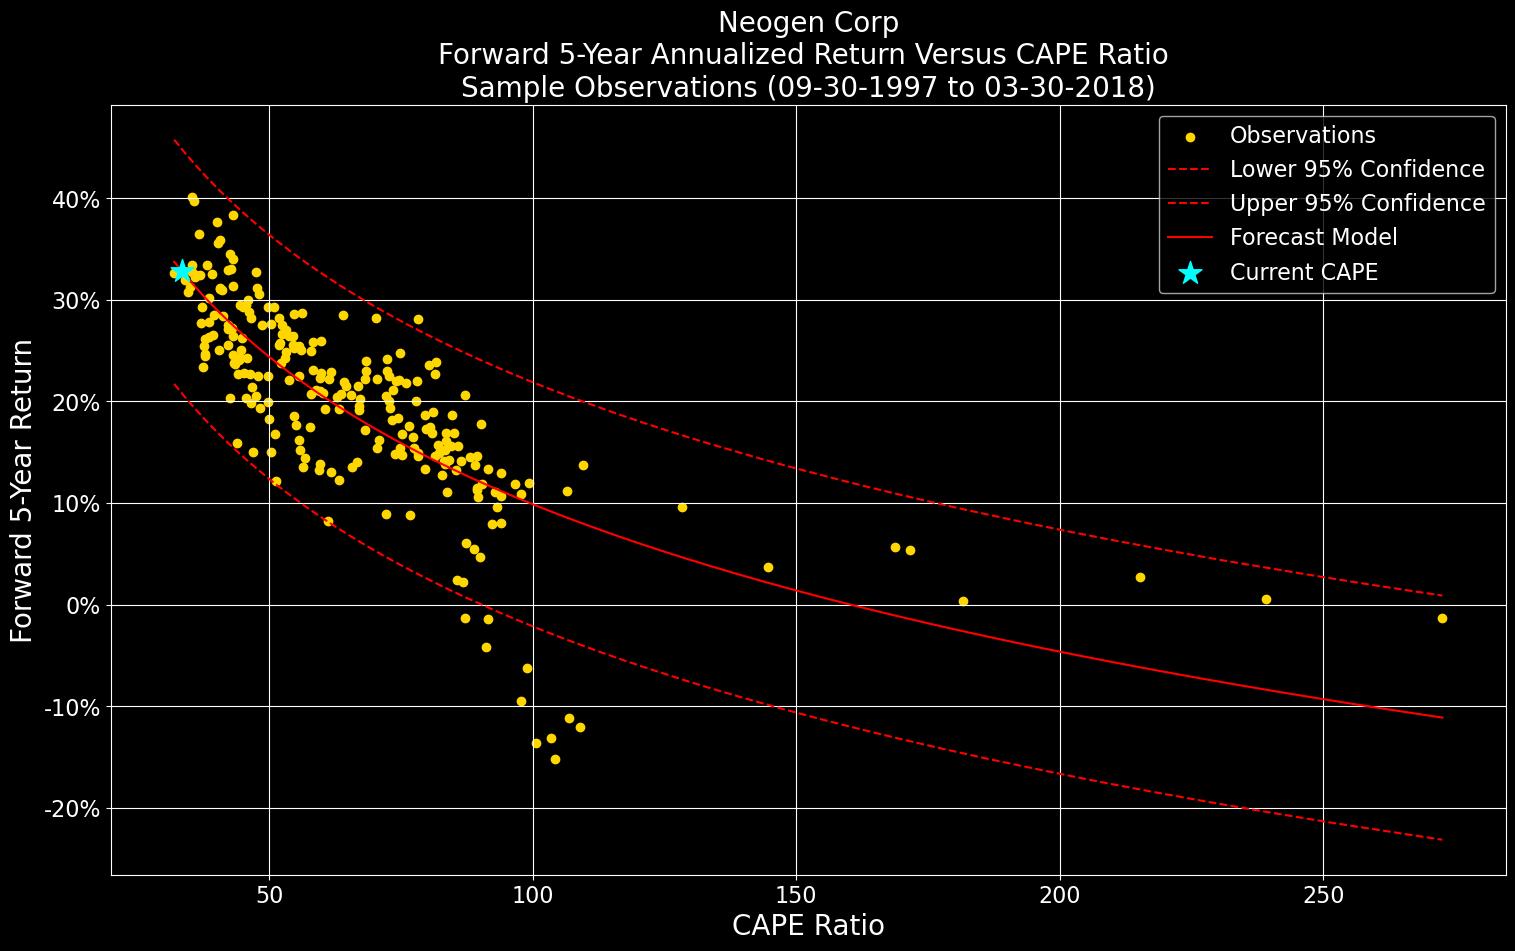 Neogen Corp
Forward 5-Year Annualized Return Versus CAPE Ratio
Sample Observations (09-30-1997 to 03-30-2018)
Observations
Lower 95% Confidence
Upper 95% Confidence
Forecast Model
Current CAPE
Forward 5-Year Return
40%
30%
20%
10%
0%
-10%
-20%
50 100 150 200 250
CAPE Ratio